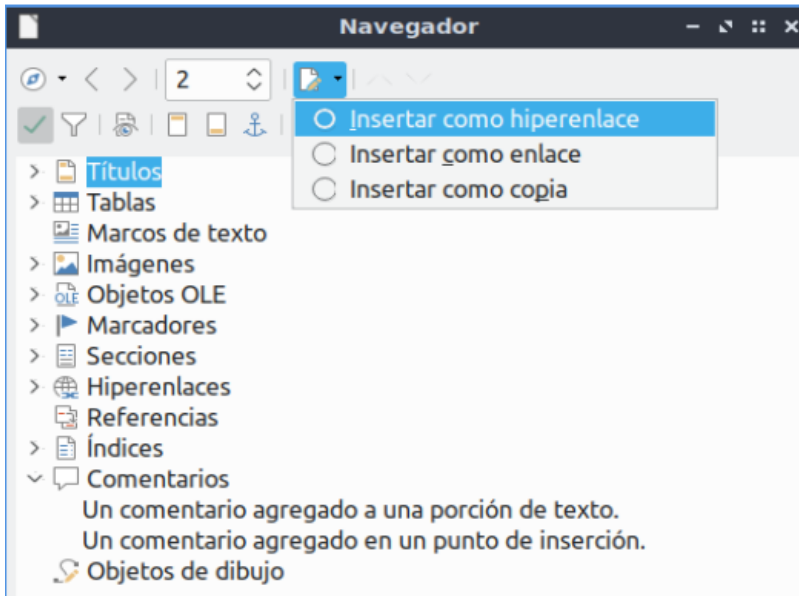 Navegador
2
Insertar como hiperenlace
Insertar como enlace
Insertar como copia
Títulos
Tablas
Marcos de texto
Imágenes
OLE Objetos OLE
Marcadores
Secciones
Hiperenlaces
Referencias
Índices
Comentarios
Un comentario agregado a una porción de texto.
Un comentario agregado en un punto de inserción.
Objetos de dibujo